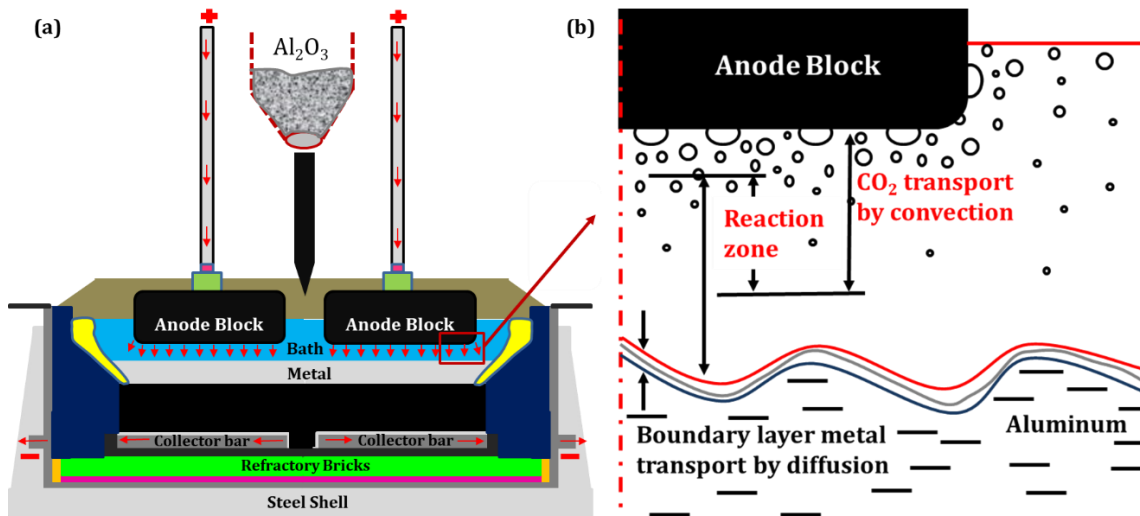 (a)
Al₂O₃
Anode Block
Anode Block
Bath
Metal
Collector bar
Collector bar
Refractory Bricks
Steel Shell
(b)
Anode Block
CO₂ transport
by convection
Reaction
zone
Boundary layer metal
transport by diffusion
Aluminum